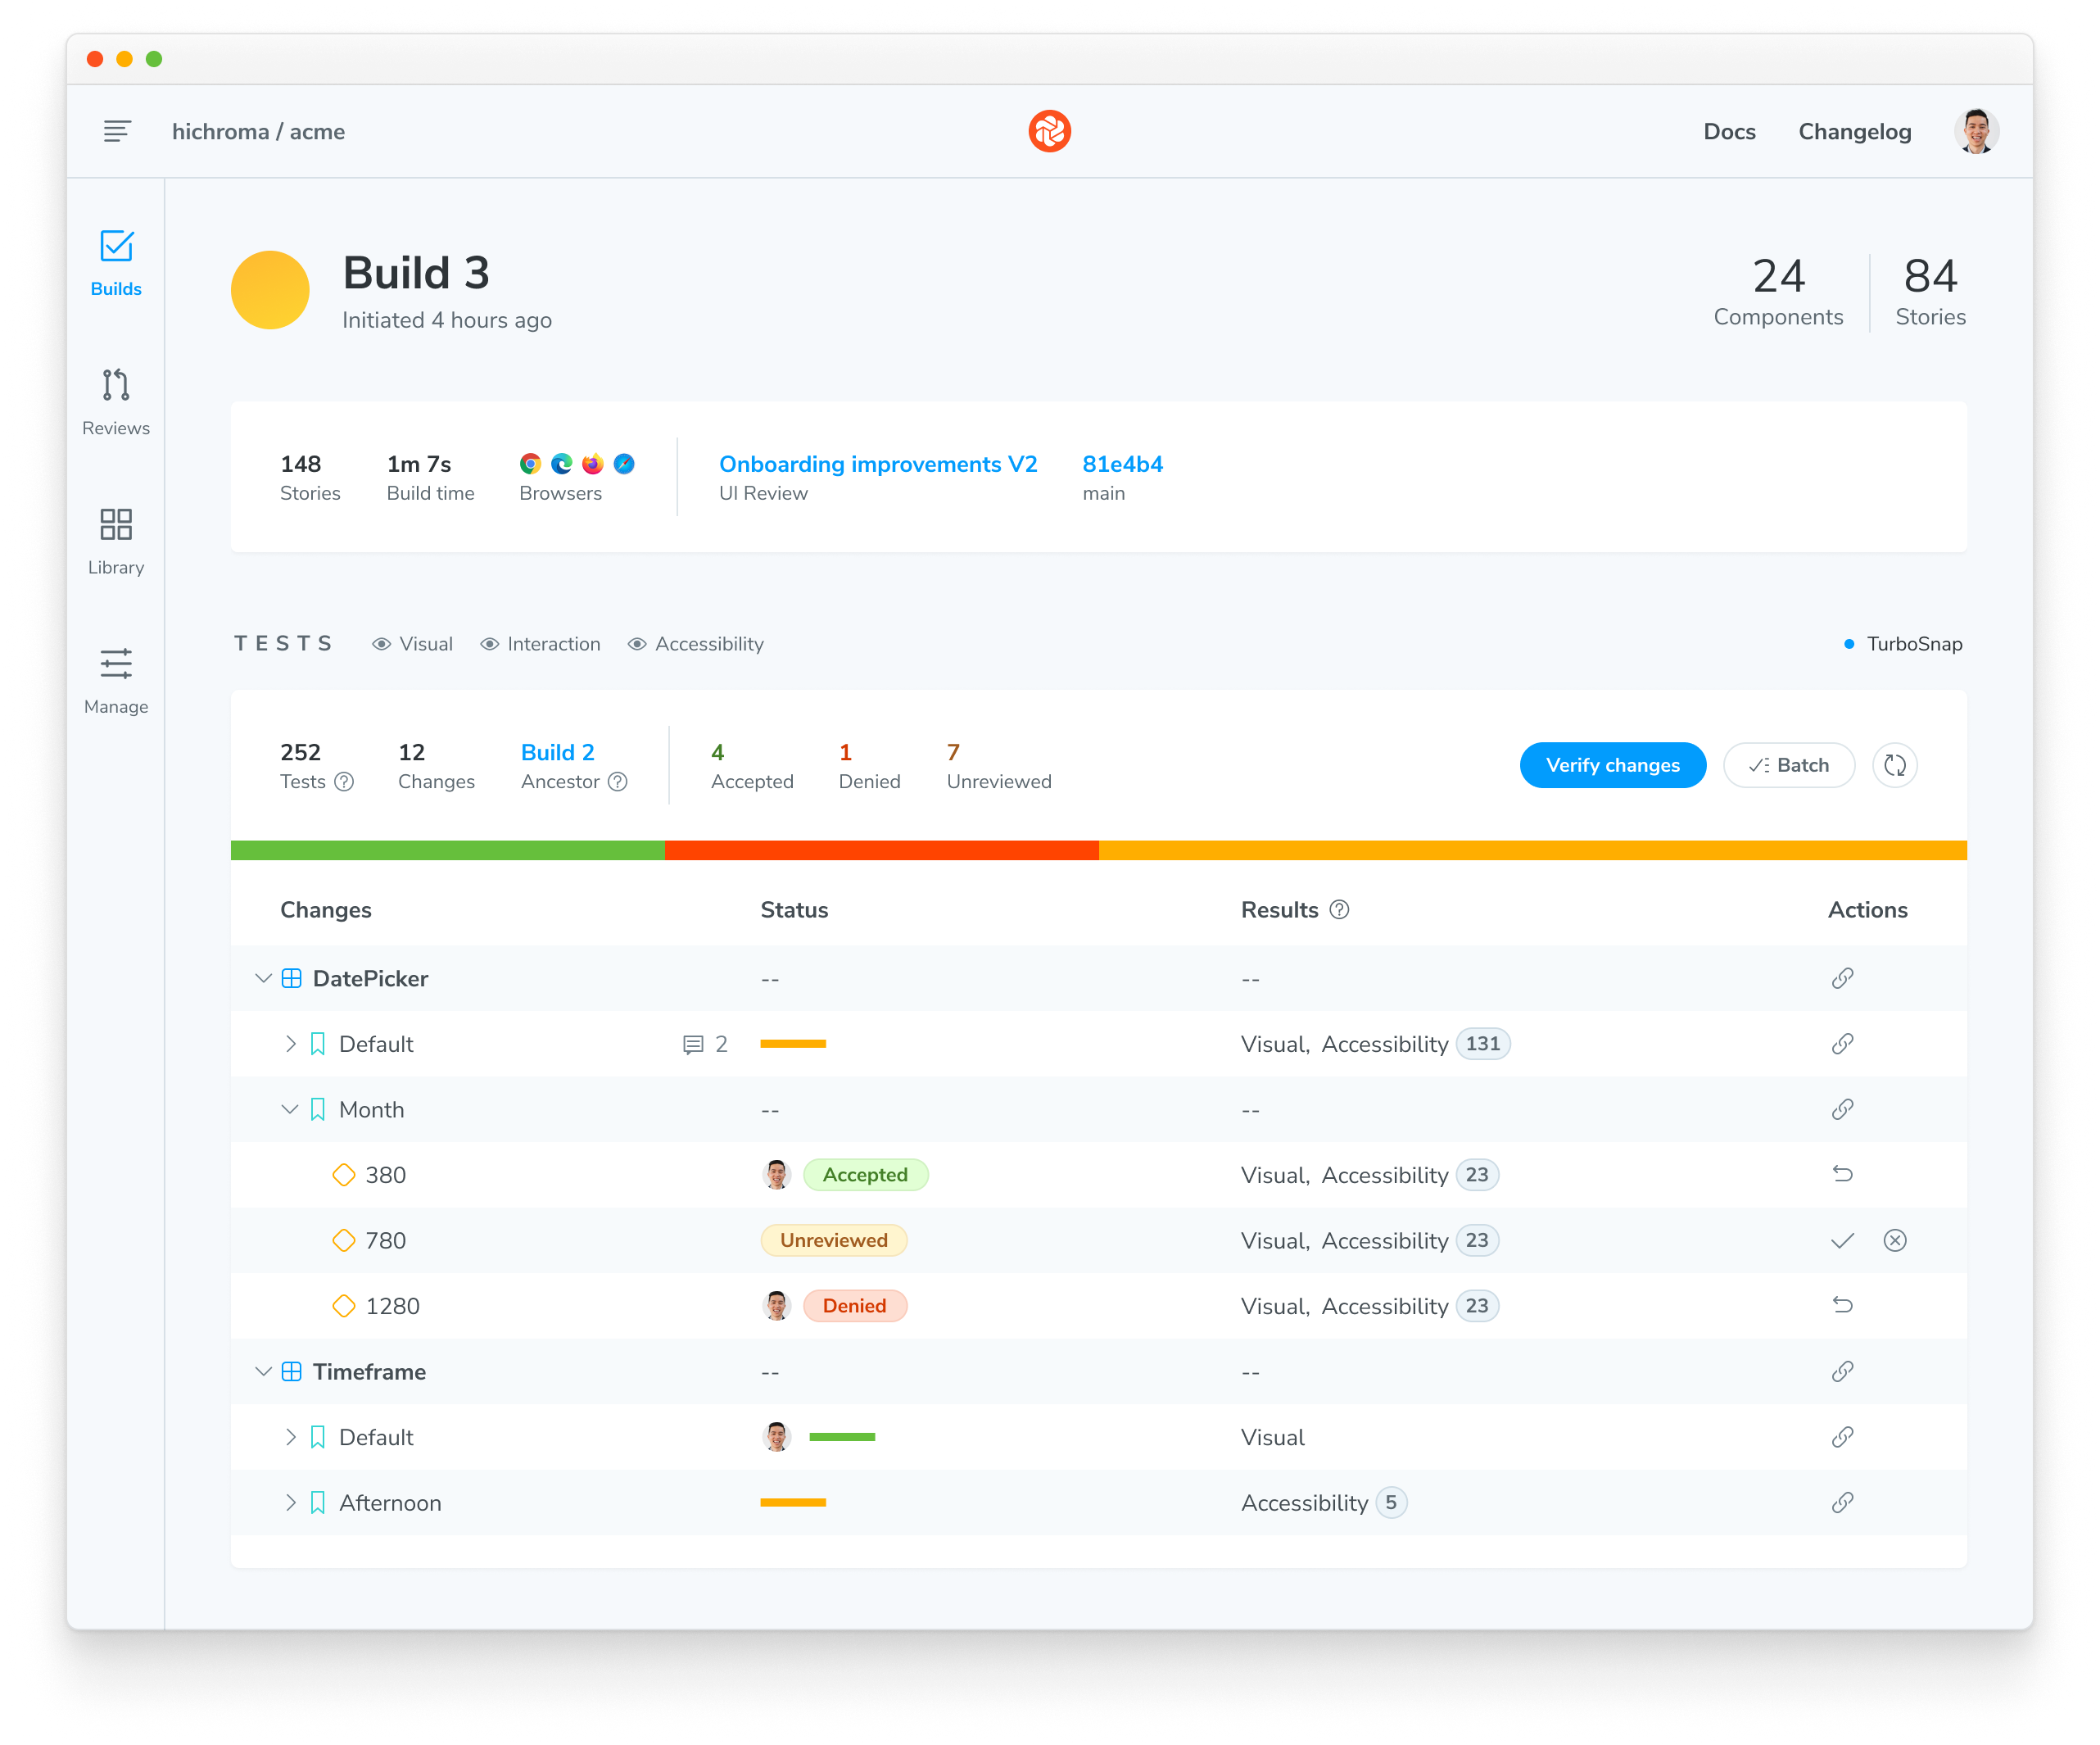 hichroma / acme
Docs Changelog
Builds
Reviews
Library
Manage
Build 3
Initiated 4 hours ago
24 84
Components Stories
148 1m 7s Onboarding improvements V2 81e4b4
Stories Build time Browsers UI Review main
TESTS Visual Interaction Accessibility TurboSnap
252 12 Build 2 4 1 7
Tests ? Changes Ancestor ? Accepted Denied Unreviewed Verify changes Batch
Changes Status Results ? Actions
DatePicker -- --
Default 2 Visual, Accessibility 131
Month -- --
380 Accepted Visual, Accessibility 23
780 Unreviewed Visual, Accessibility 23
1280 Denied Visual, Accessibility 23
Timeframe -- --
Default Visual
Afternoon Accessibility 5